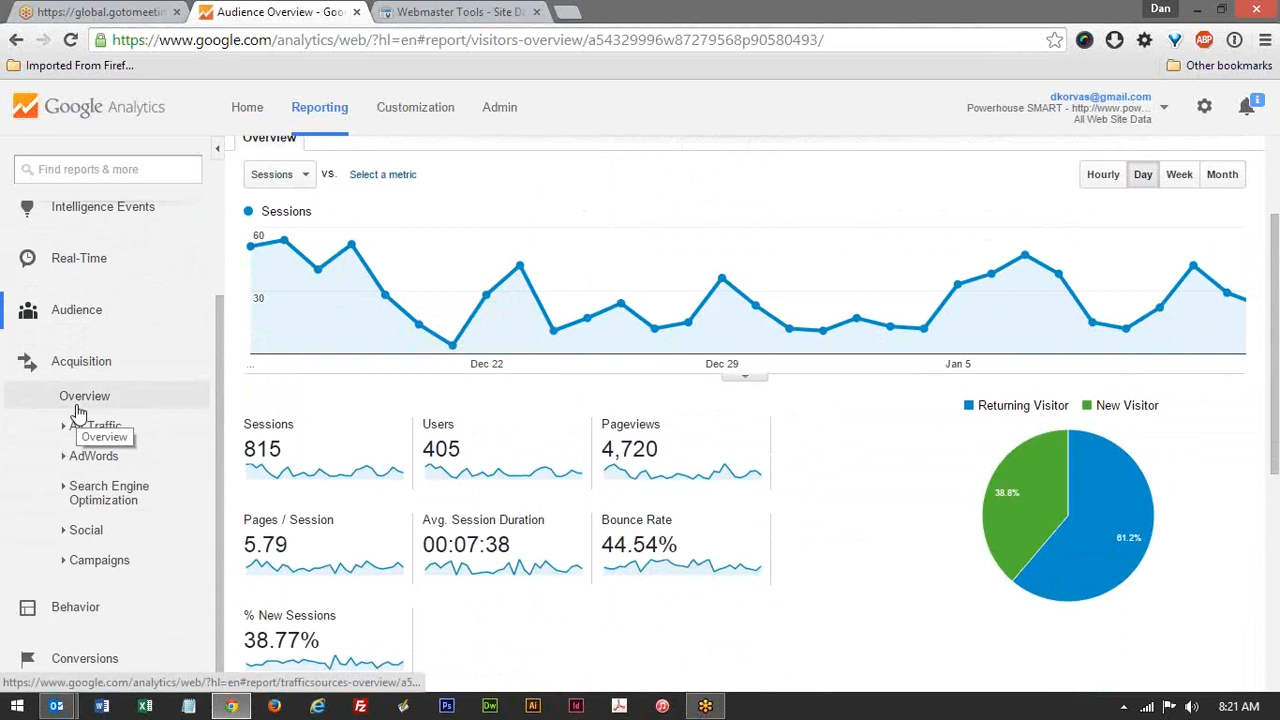 https://global.gotomeetin
Audience Overview - Goo
Webmaster Tools - Site Da
Dan
https://www.google.com/analytics/web/?hl=en#report/visitors-overview/a54329996w87279568p90580493/
ABP
Imported From Firef...
Other bookmarks
Google Analytics
Home
Reporting
Customization
Admin
dkorvas@gmail.com
Powerhouse SMART - http://www.pow...
All Web Site Data
Find reports & more
Intelligence Events
Real-Time
Audience
Acquisition
Overview
AdWords
Search Engine
Optimization
Social
Campaigns
Behavior
Conversions
Overview
Overview
Sessions
VS.
Select a metric
Hourly
Day
Week
Month
Sessions
60
30
...
Dec 22
Dec 29
Jan 5
Sessions
815
Users
405
Pageviews
4,720
Pages / Session
5.79
Avg. Session Duration
00:07:38
Bounce Rate
44.54%
% New Sessions
38.77%
Returning Visitor
New Visitor
38.8%
61.2%
https://www.google.com/analytics/web/?hl=en#report/trafficsources-overview/a5...
8:21 AM